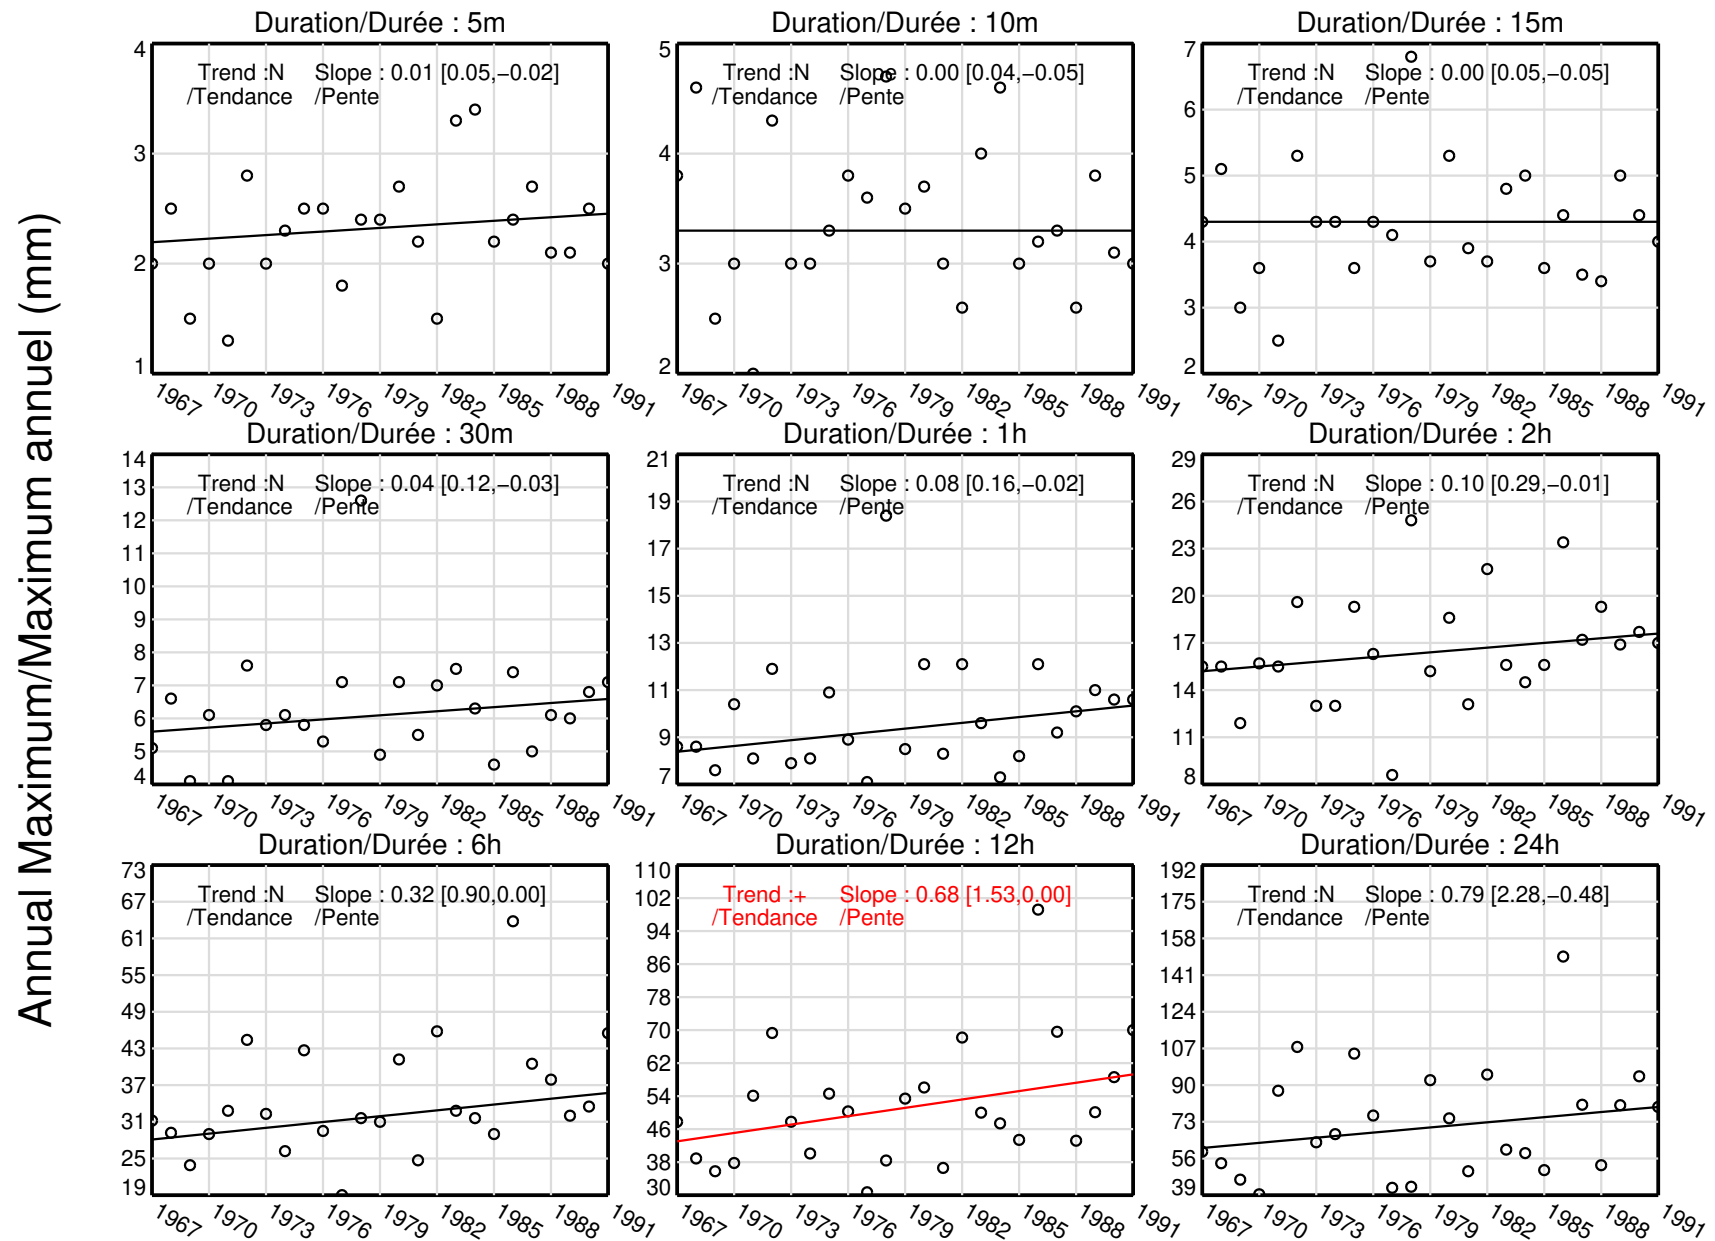 Annual Maximum/Maximum annuel (mm)
Duration/Durée : 5m
Trend :N Slope : 0.01 [0.05,−0.02]
/Tendance /Pente
4
3
2
1
1967 1970 1973 1976 1979 1982 1985 1988 1991
Duration/Durée : 10m
Trend :N Slope : 0.00 [0.04,−0.05]
/Tendance /Pente
5
4
3
2
1967 1970 1973 1976 1979 1982 1985 1988 1991
Duration/Durée : 15m
Trend :N Slope : 0.00 [0.05,−0.05]
/Tendance /Pente
7
6
5
4
3
2
1967 1970 1973 1976 1979 1982 1985 1988 1991
Duration/Durée : 30m
Trend :N Slope : 0.04 [0.12,−0.03]
/Tendance /Pente
14
13
12
11
10
9
8
7
6
5
4
1967 1970 1973 1976 1979 1982 1985 1988 1991
Duration/Durée : 1h
Trend :N Slope : 0.08 [0.16,−0.02]
/Tendance /Pente
21
19
17
15
13
11
9
7
1967 1970 1973 1976 1979 1982 1985 1988 1991
Duration/Durée : 2h
Trend :N Slope : 0.10 [0.29,−0.01]
/Tendance /Pente
29
26
23
20
17
14
11
8
1967 1970 1973 1976 1979 1982 1985 1988 1991
Duration/Durée : 6h
Trend :N Slope : 0.32 [0.90,0.00]
/Tendance /Pente
73
67
61
55
49
43
37
31
25
19
1967 1970 1973 1976 1979 1982 1985 1988 1991
Duration/Durée : 12h
Trend :+ Slope : 0.68 [1.53,0.00]
/Tendance /Pente
110
102
94
86
78
70
62
54
46
38
30
1967 1970 1973 1976 1979 1982 1985 1988 1991
Duration/Durée : 24h
Trend :N Slope : 0.79 [2.28,−0.48]
/Tendance /Pente
192
175
158
141
124
107
90
73
56
39
1967 1970 1973 1976 1979 1982 1985 1988 1991